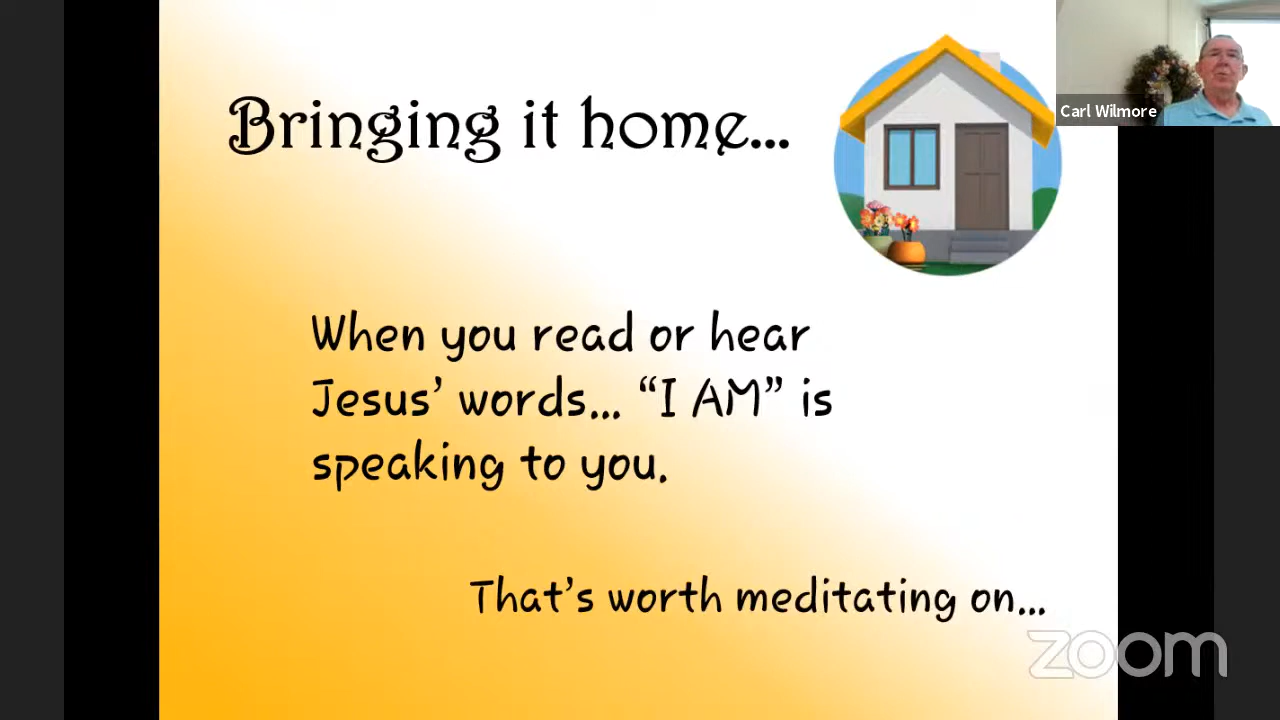 Bringing it home...
Carl Wilmore
When you read or hear
Jesus’ words... “I AM” is
speaking to you.
That’s worth meditating on...
zoom